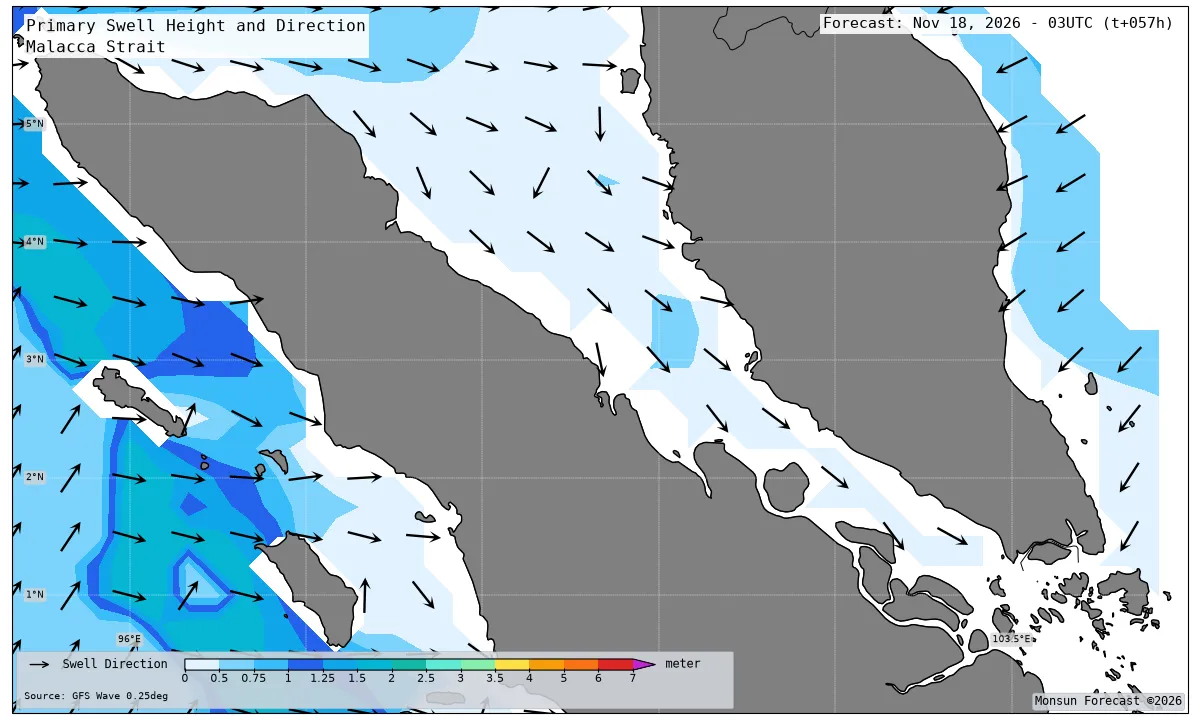 Primary Swell Height and Direction
Malacca Strait
Forecast: Nov 18, 2026 - 03UTC (t+057h)
5°N
4°N
3°N
2°N
1°N
96°E
103.5°E
Swell Direction
meter
0 0.5 0.75 1 1.25 1.5 2 2.5 3 3.5 4 5 6 7
Source: GFS Wave 0.25deg
Monsun Forecast ©2026